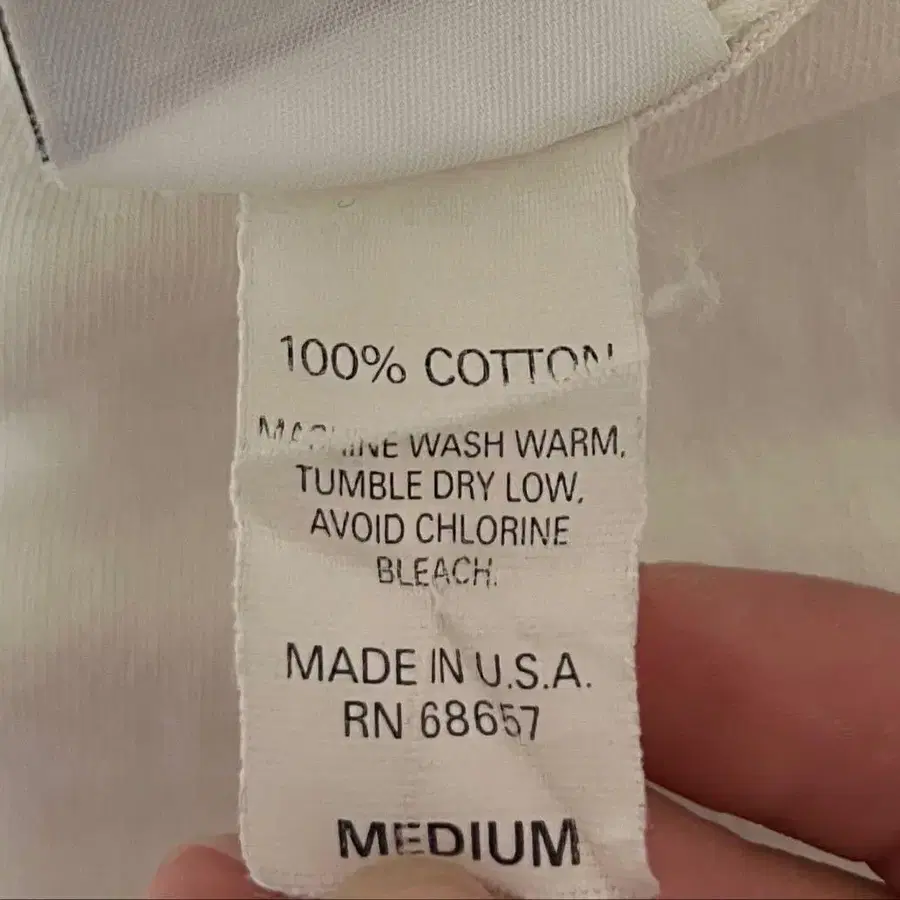 100% COTTON
MACHINE WASH WARM.
TUMBLE DRY LOW.
AVOID CHLORINE
BLEACH.
MADE IN U.S.A.
RN 68657
MEDIUM